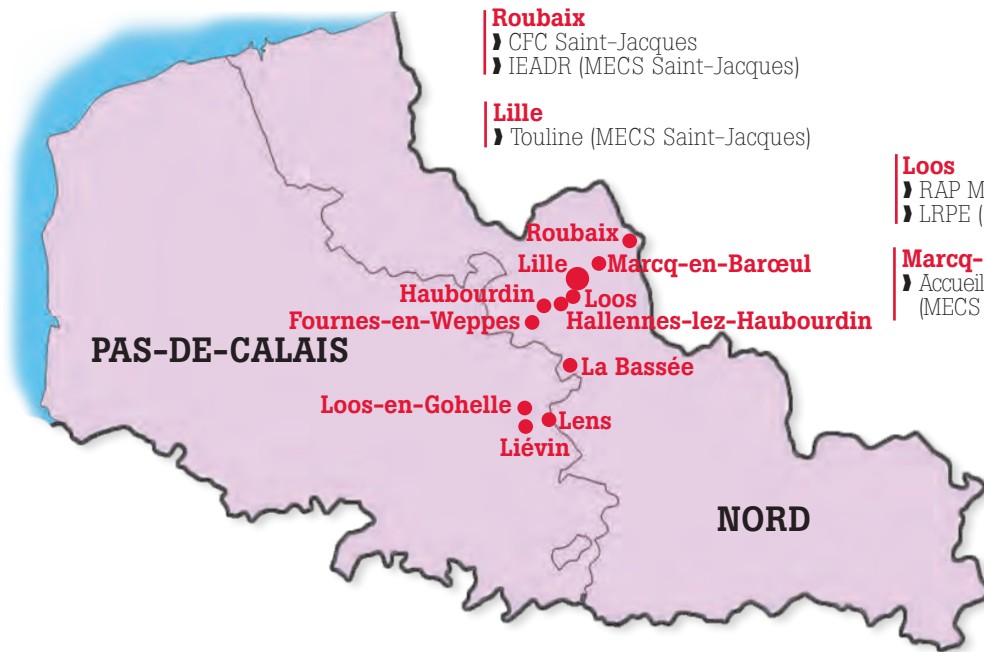 Roubaix
❱ CFC Saint-Jacques
❱ IEADR (MECS Saint-Jacques)
Lille
❱ Touline (MECS Saint-Jacques)
Loos
❱ RAP M
❱ LRPE (
Marcq-
❱ Accueil
(MECS
Roubaix
Lille
Marcq-en-Barœul
Haubourdin
Loos
Fournes-en-Weppes
Hallennes-lez-Haubourdin
PAS-DE-CALAIS
La Bassée
Loos-en-Gohelle
Lens
Liévin
NORD